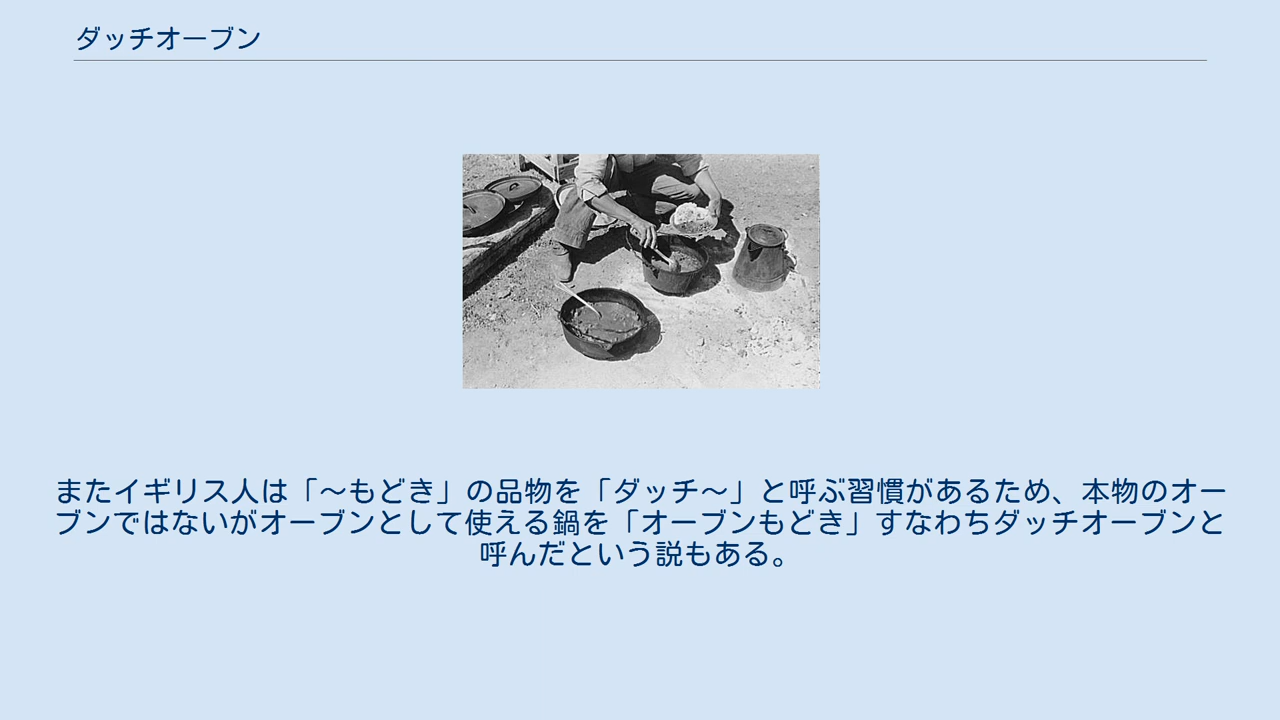 ダッチオーブン
またイギリス人は「～もどき」の品物を「ダッチ～」と呼ぶ習慣があるため、本物のオー
ブンではないがオーブンとして使える鍋を「オーブンもどき」すなわちダッチオーブンと
呼んだという説もある。